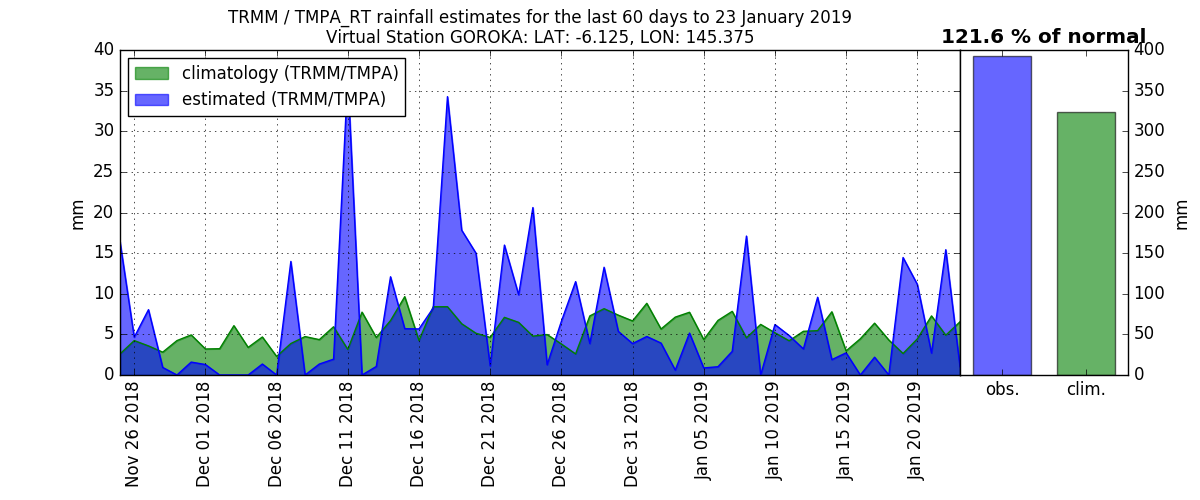 TRMM / TMPA_RT rainfall estimates for the last 60 days to 23 January 2019
Virtual Station GOROKA: LAT: -6.125, LON: 145.375
121.6 % of normal
climatology (TRMM/TMPA)
estimated (TRMM/TMPA)
40
35
30
25
20
15
10
5
0
mm
400
350
300
250
200
150
100
50
0
mm
Nov 26 2018
Dec 01 2018
Dec 06 2018
Dec 11 2018
Dec 16 2018
Dec 21 2018
Dec 26 2018
Dec 31 2018
Jan 05 2019
Jan 10 2019
Jan 15 2019
Jan 20 2019
obs.
clim.